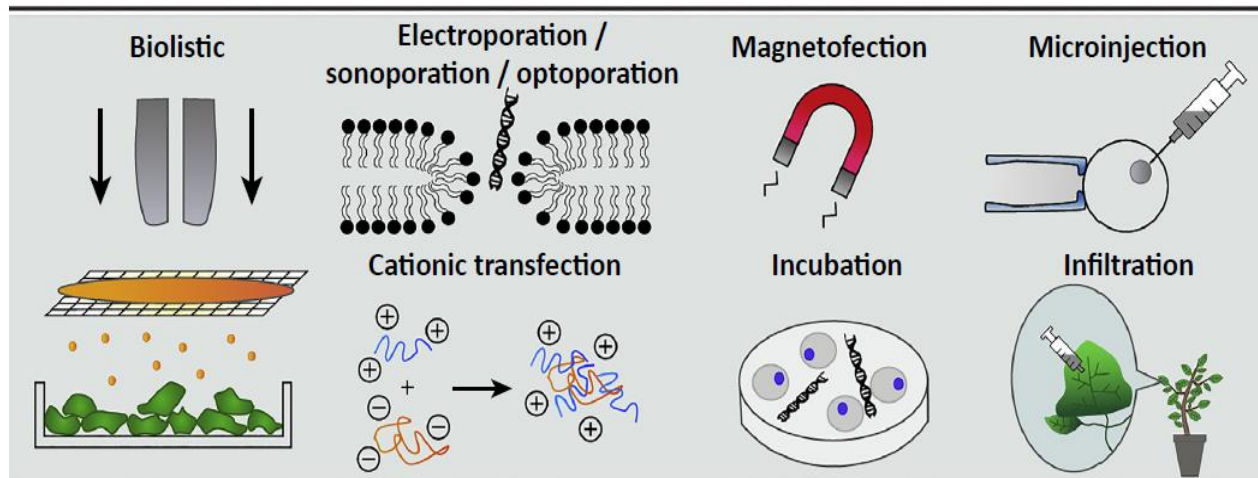 Biolistic
Electroporation /
sonoporation / optoporation
Magnetofection
Microinjection
Cationic transfection
Incubation
Infiltration
+
+
+
+
−
−
−
+
+
+
+
+